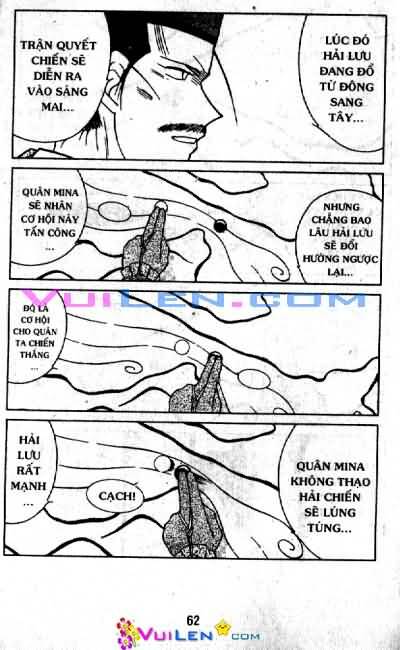 TRẬN QUYẾT
CHIẾN SẼ
DIỄN RA
VÀO SÁNG
MAI...
LÚC ĐÓ
HẢI LƯU
ĐANG ĐỔ
TỪ ĐÔNG
SANG
TÂY...
QUÂN MINA
SẼ NHÂN
CƠ HỘI NÀY
TẤN CÔNG
...
NHƯNG
CHẲNG BAO
LÂU HẢI LƯU
SẼ ĐỔI
HƯỚNG NGƯỢC
LẠI...
VUILEN.COM
ĐÓ LÀ
CƠ HỘI
CHO QUÂN
TA CHIẾN
THẮNG
...
HẢI
LƯU
RẤT
MẠNH
...
CẠCH!
QUÂN MINA
KHÔNG THẠO
HẢI CHIẾN
SẼ LÚNG
TÚNG...
62
VUILEN.COM